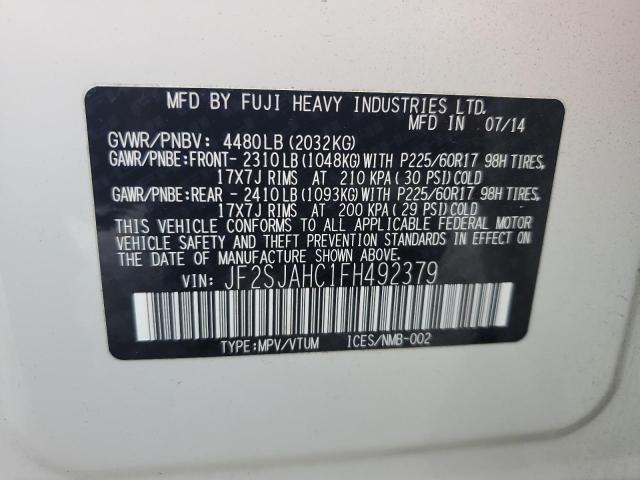 MFD BY FUJI HEAVY INDUSTRIES LTD.
MFD IN 07/14
GVWR/PNBV: 4480LB(2032KG)
GAWR/PNBE:FRONT- 2310LB(1048KG)WITH P225/60R17 98H TIRES,
17X7J RIMS AT 210 KPA( 30 PSI)COLD
GAWR/PNBE:REAR - 2410LB(1093KG)WITH P225/60R17 98H TIRES,
17X7J RIMS AT 200 KPA(29 PSI)COLD
THIS VEHICLE CONFORMS TO ALL APPLICABLE FEDERAL MOTOR
VEHICLE SAFETY AND THEFT PREVENTION STANDARDS IN EFFECT ON
THE DATE OF MANUFACTURE SHOWN ABOVE.
VIN: JF2SJAHC1FH492379
TYPE:MPV/VTUM ICES/NMB-002